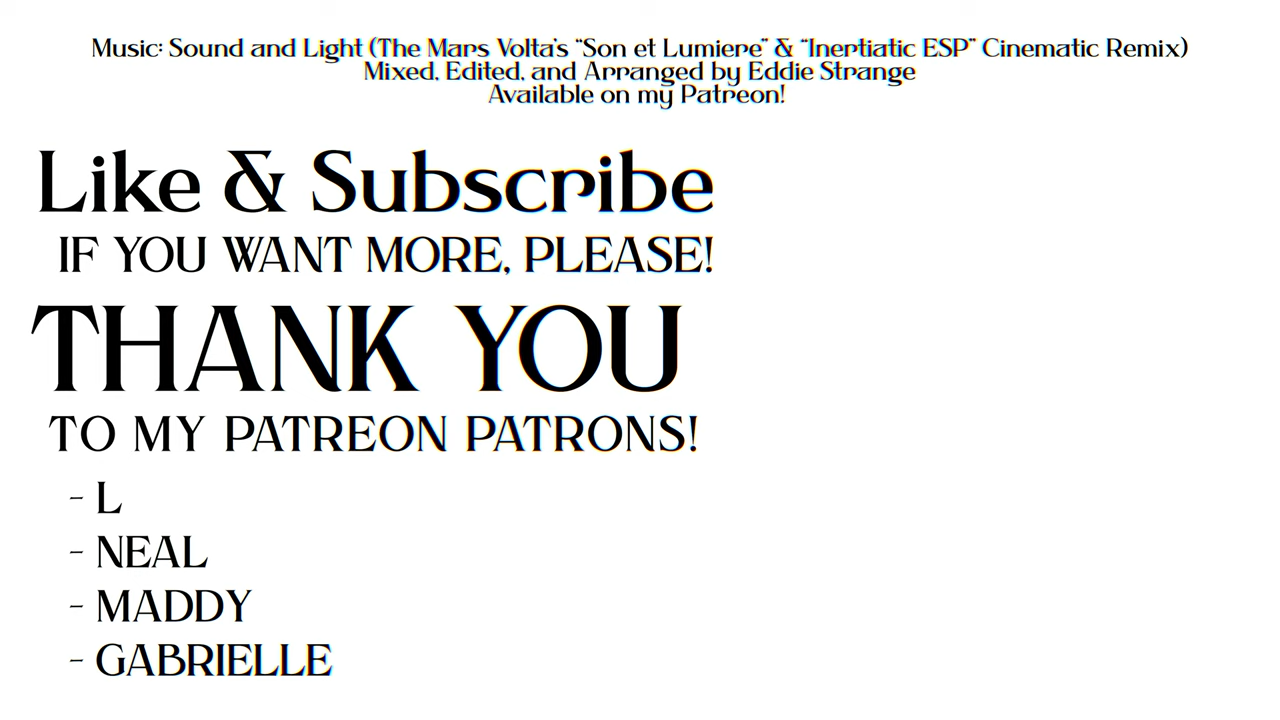 Music: Sound and Light (The Mars Volta's "Son et Lumiere" & "Inertiatic ESP" Cinematic Remix)
Mixed, Edited, and Arranged by Eddie Strange
Available on my Patreon!
Like & Subscribe
IF YOU WANT MORE, PLEASE!
THANK YOU
TO MY PATREON PATRONS!
- L
- NEAL
- MADDY
- GABRIELLE